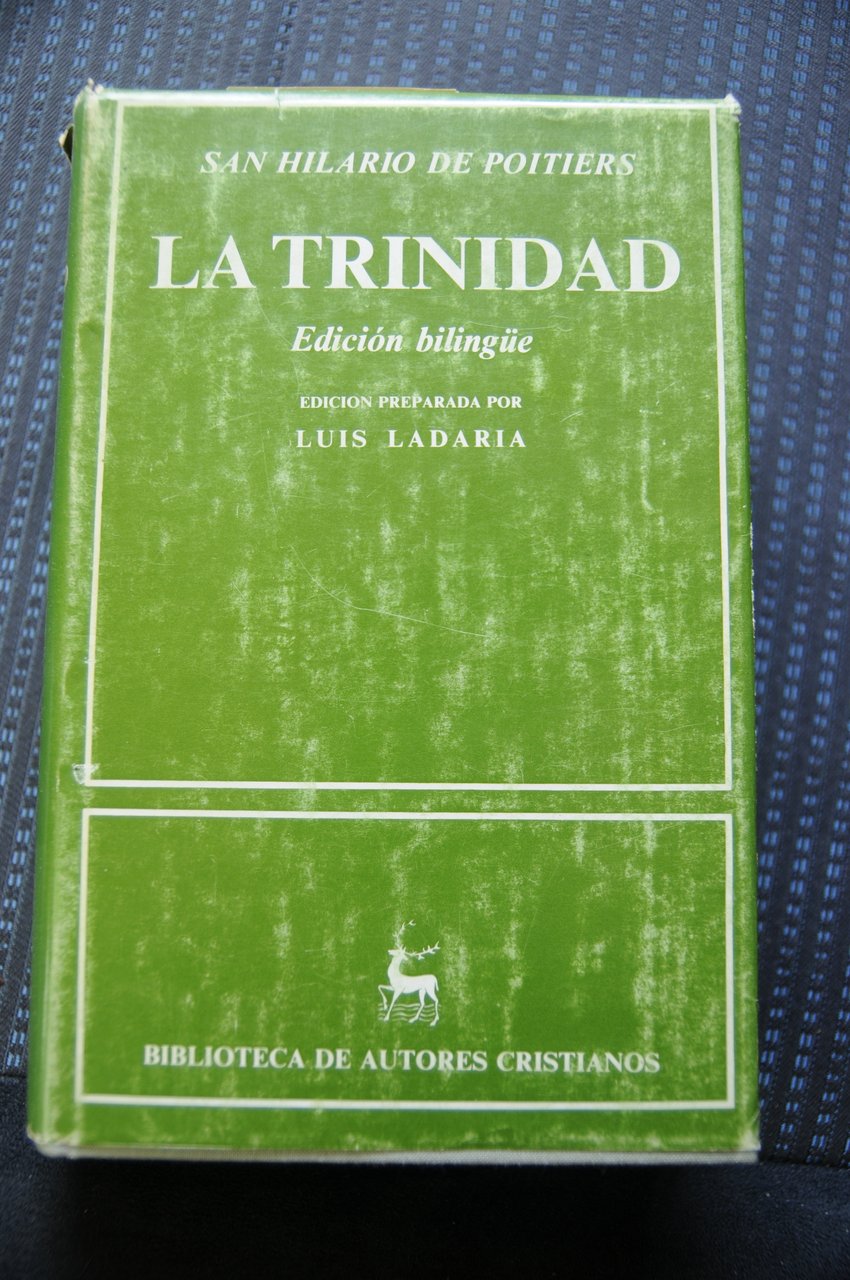 SAN HILARIO DE POITIERS
LA TRINIDAD
Edición bilingüe
EDICION PREPARADA POR
LUIS LADARIA
BIBLIOTECA DE AUTORES CRISTIANOS